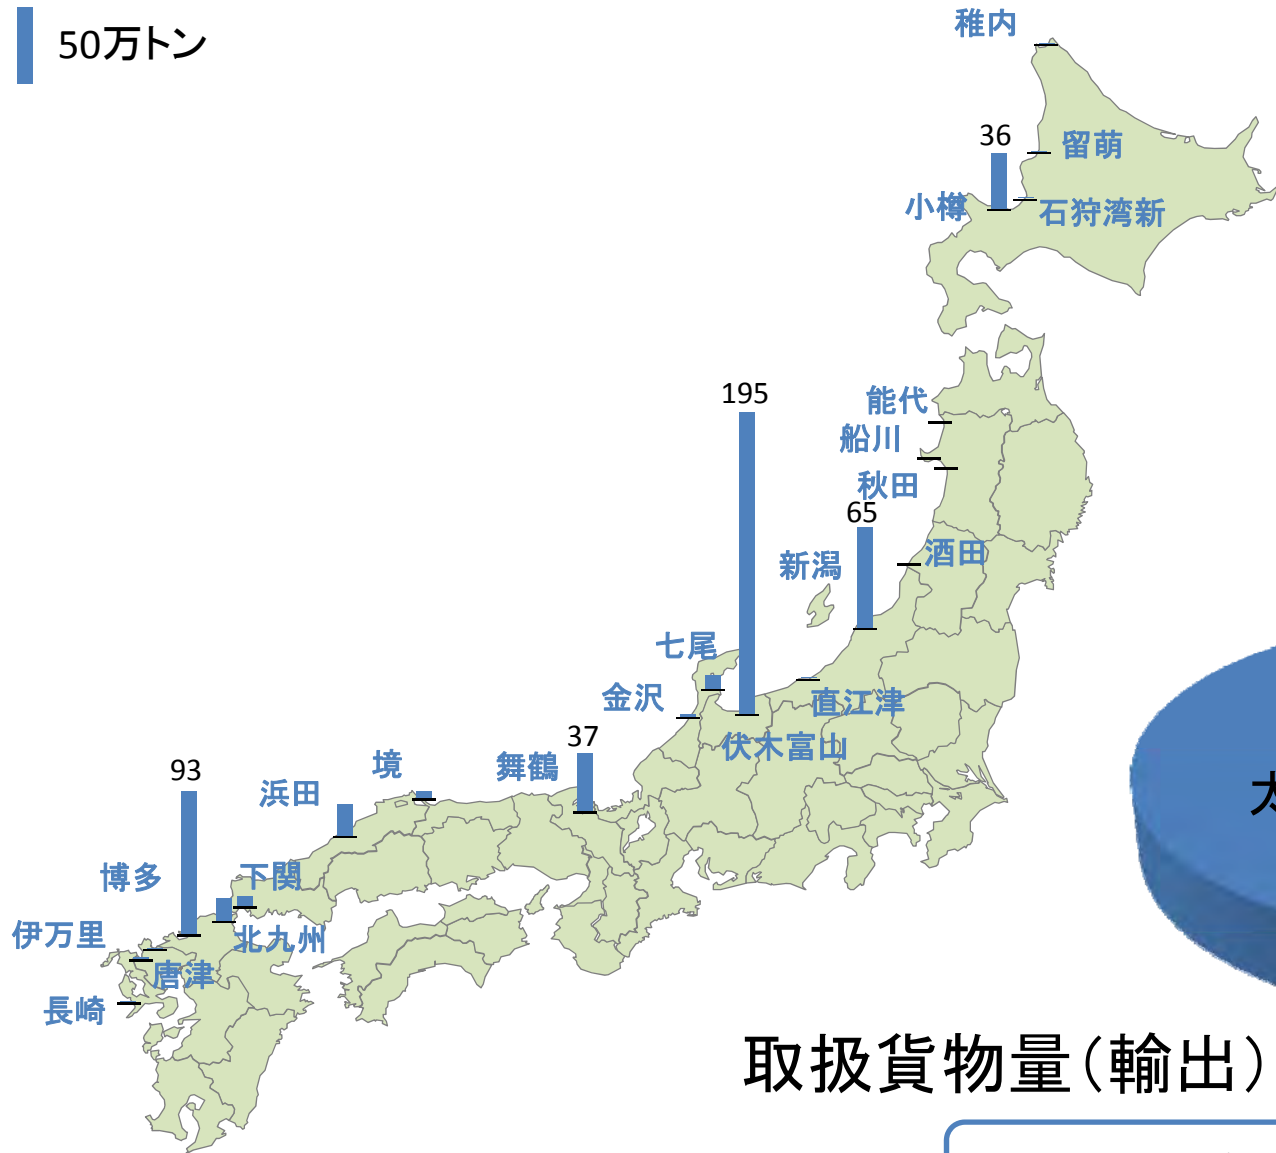 50万トン
稚内
36
留萌
小樽
石狩湾新
195
能代
船川
秋田
65
酒田
新潟
七尾
金沢
直江津
伏木富山
37
舞鶴
境
93
浜田
博多
下関
伊万里
北九州
唐津
長崎
太
取扱貨物量(輸出)